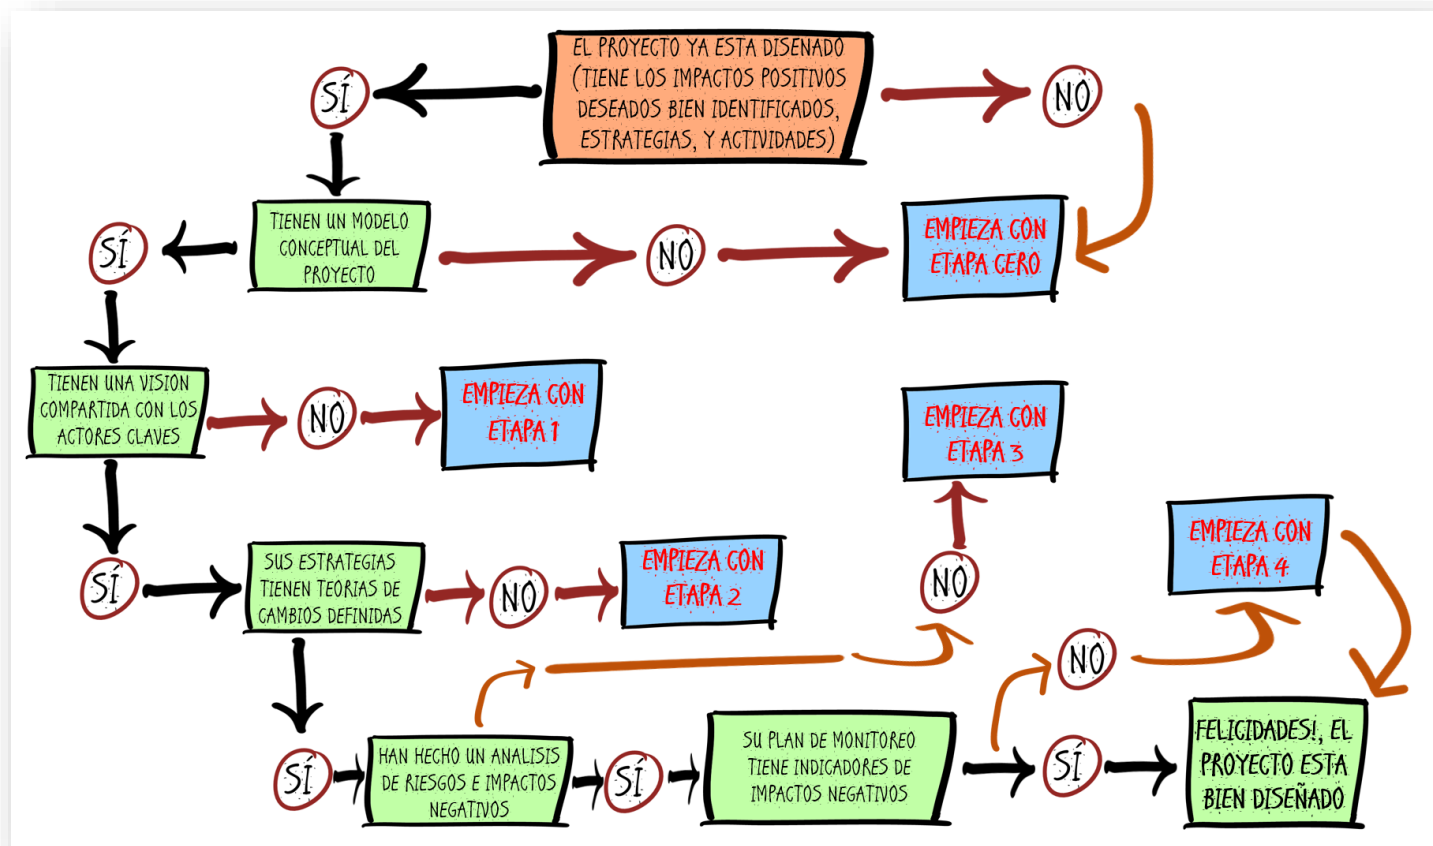 EL PROYECTO YA ESTA DISENADO
(TIENE LOS IMPACTOS POSITIVOS
DESEADOS BIEN IDENTIFICADOS,
ESTRATEGIAS, Y ACTIVIDADES)
SÍ
NO
TIENEN UN MODELO
CONCEPTUAL DEL
PROYECTO
SÍ
NO
EMPIEZA CON
ETAPA CERO
TIENEN UNA VISION
COMPARTIDA CON LOS
ACTORES CLAVES
NO
EMPIEZA CON
ETAPA 1
EMPIEZA CON
ETAPA 3
SÍ
SUS ESTRATEGIAS
TIENEN TEORIAS DE
CAMBIOS DEFINIDAS
NO
EMPIEZA CON
ETAPA 2
NO
EMPIEZA CON
ETAPA 4
NO
SÍ
HAN HECHO UN ANALISIS
DE RIESGOS E IMPACTOS
NEGATIVOS
SÍ
SU PLAN DE MONITOREO
TIENE INDICADORES DE
IMPACTOS NEGATIVOS
SÍ
FELICIDADES!, EL
PROYECTO ESTA
BIEN DISEÑADO